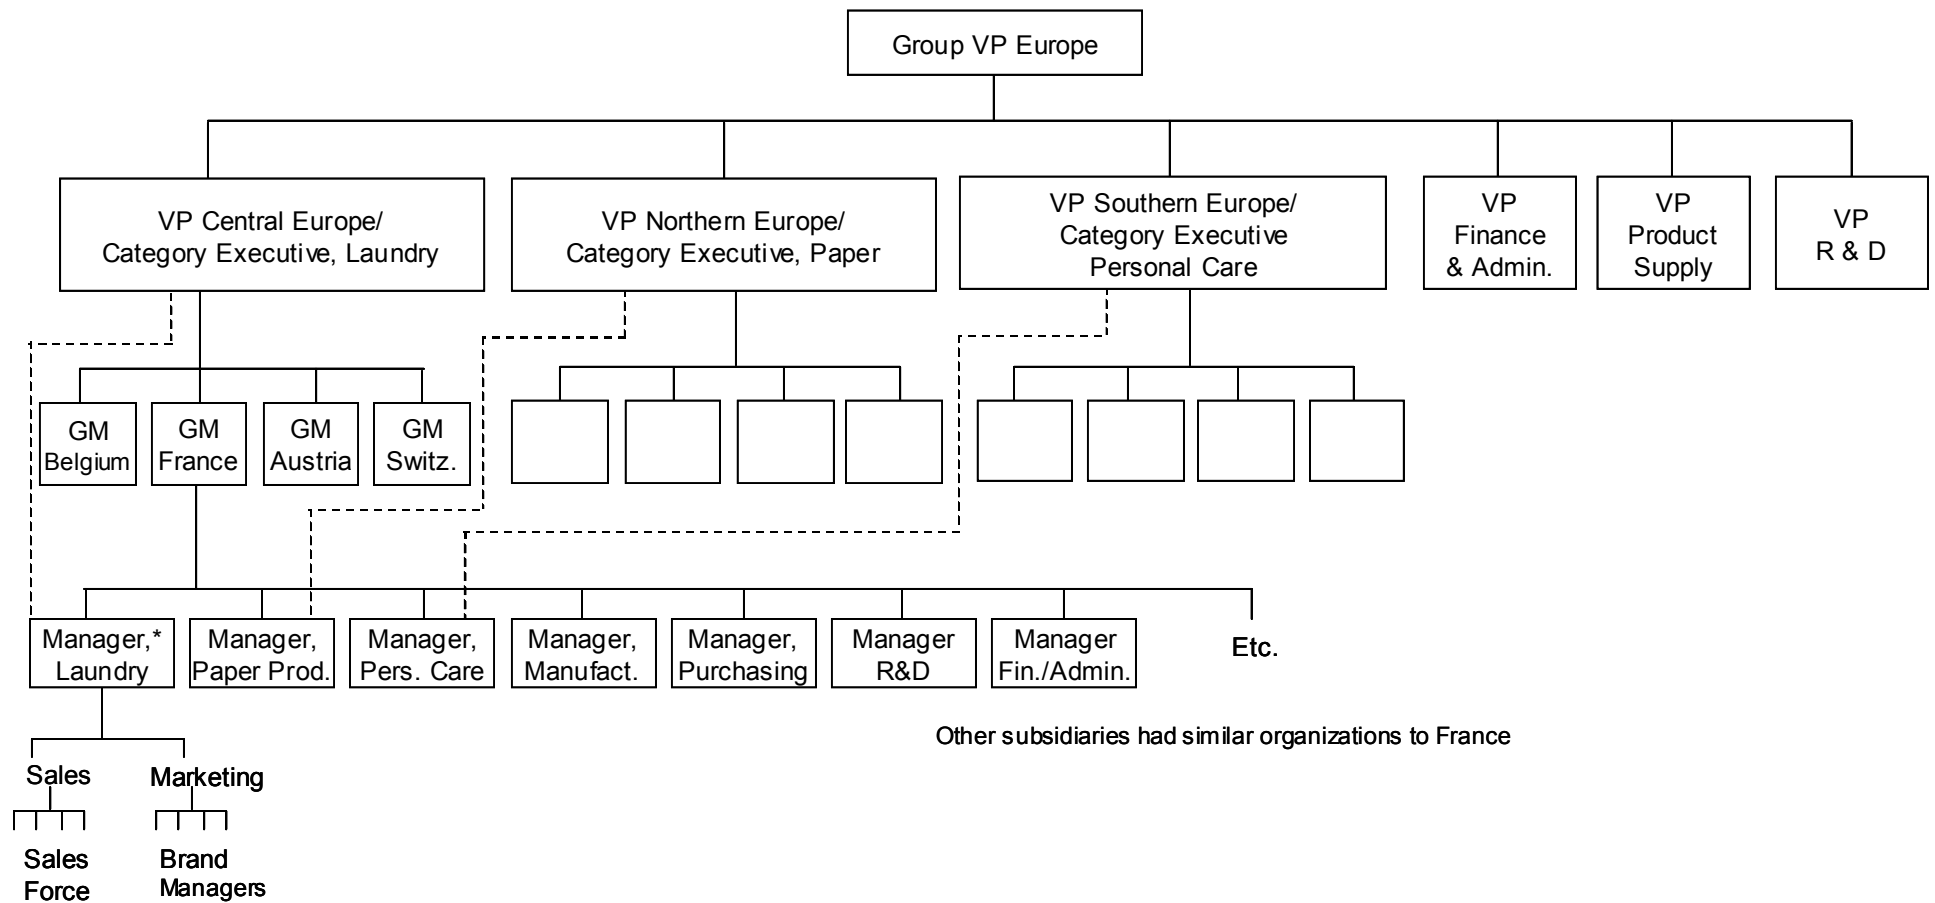 Group VP Europe
VP Central Europe/
Category Executive, Laundry
VP Northern Europe/
Category Executive, Paper
VP Southern Europe/
Category Executive
Personal Care
VP
Finance
& Admin.
VP
Product
Supply
VP
R & D
GM
Belgium
GM
France
GM
Austria
GM
Switz.
Manager,*
Laundry
Manager,
Paper Prod.
Manager,
Pers. Care
Manager,
Manufact.
Manager,
Purchasing
Manager
R&D
Manager
Fin./Admin.
Etc.
Other subsidiaries had similar organizations to France
Sales
Marketing
Sales
Force
Brand
Managers